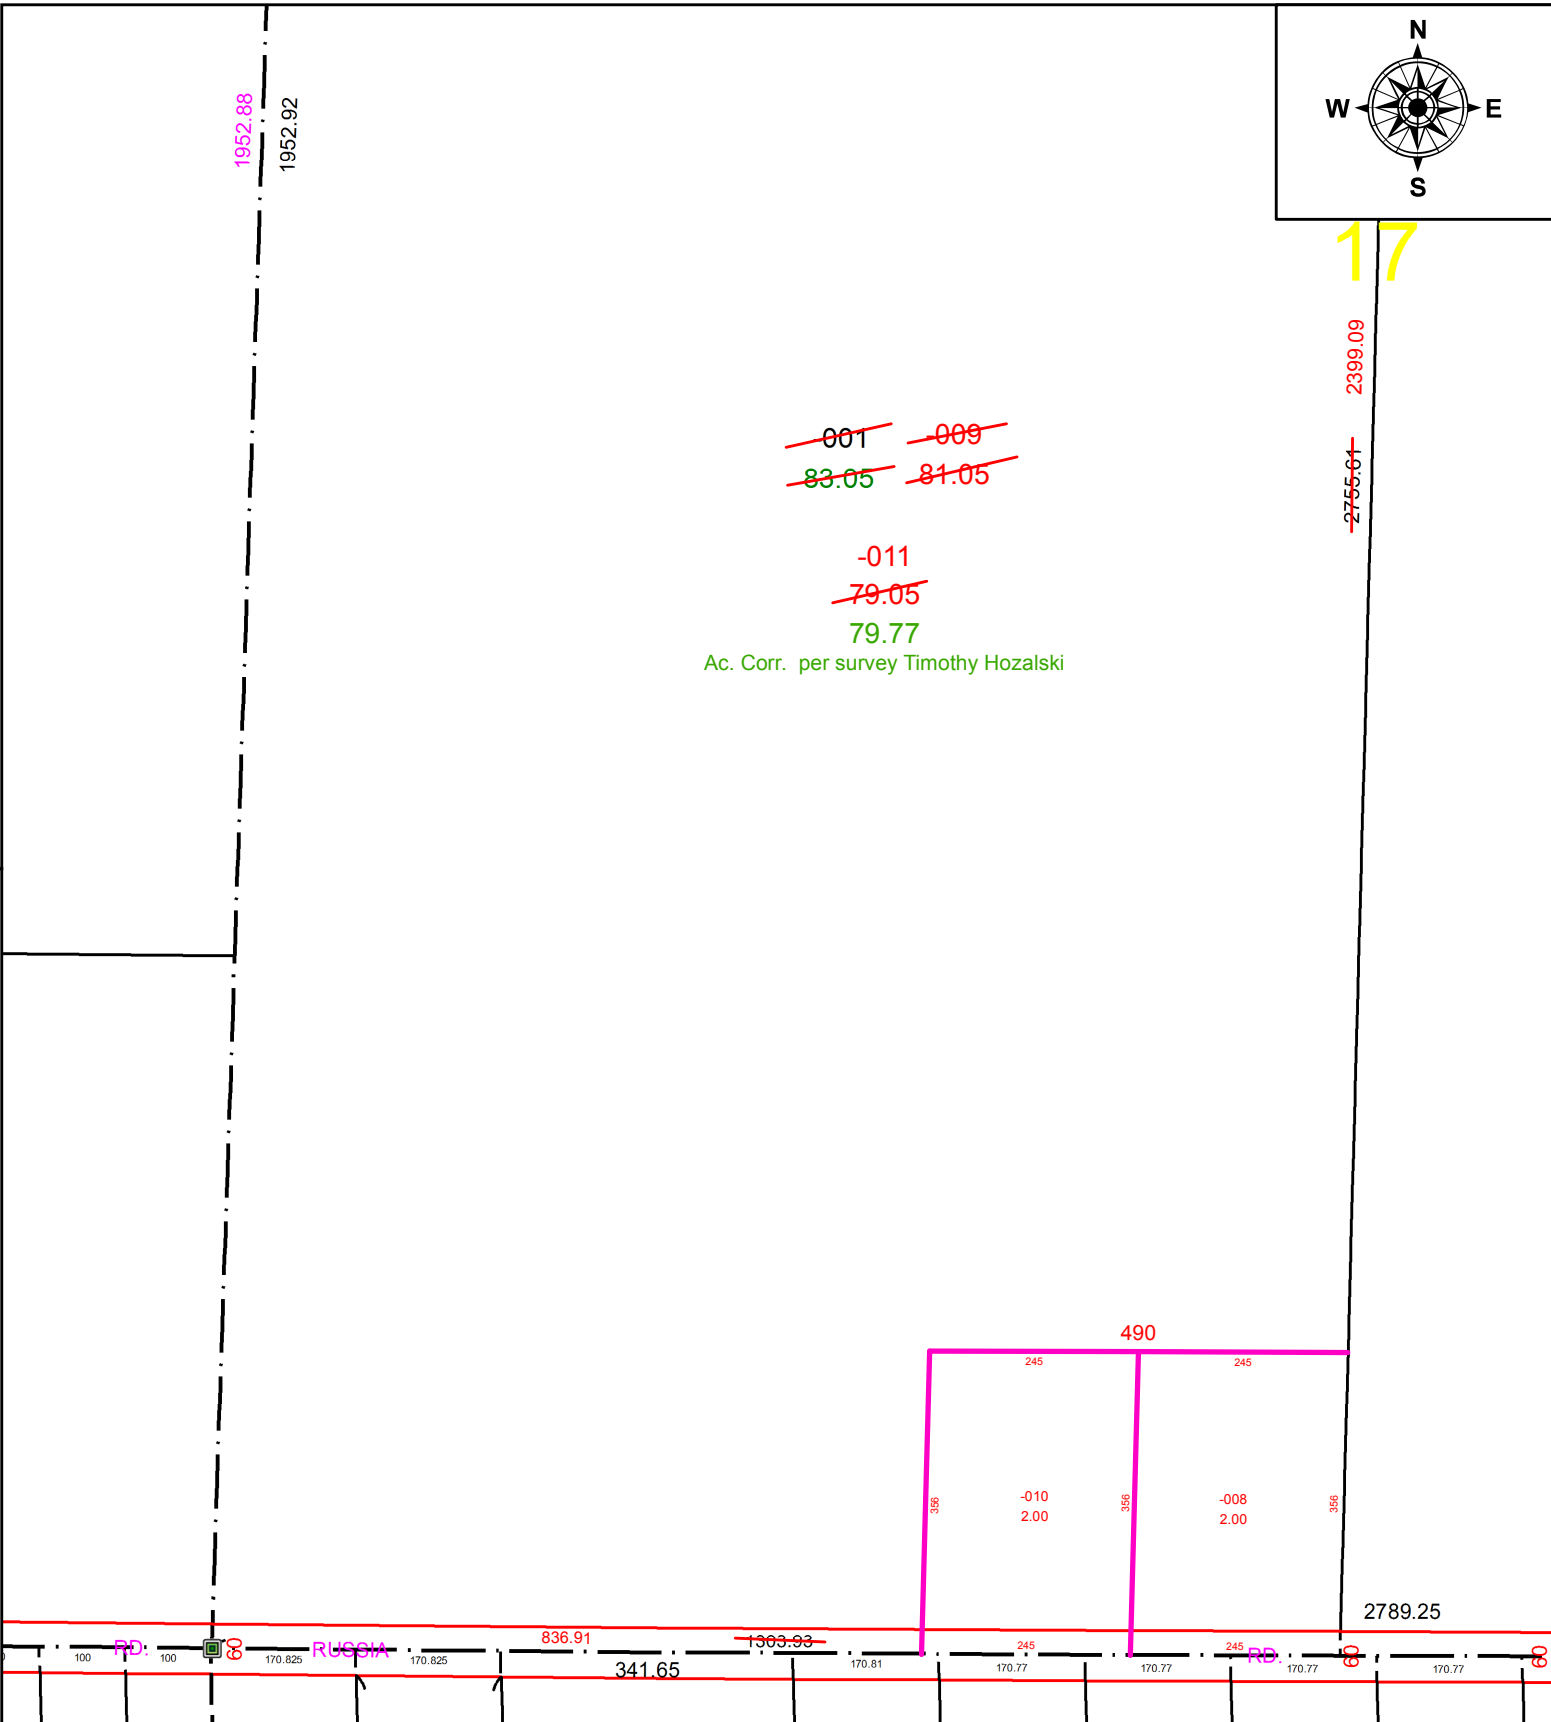 N
W E
S
17
1952.88
1952.92
2399.09
2755.61
-001 -009
83.05 81.05
-011
79.05
79.77
Ac. Corr. per survey Timothy Hozalski
490
245 245
356 356 356
-010
2.00
-008
2.00
2789.25
RD. 60 RUSSIA 836.91 1303.93 245 245 RD. 60 60
100 100 170.825 170.825 341.65 170.81 170.77 170.77 170.77 170.77